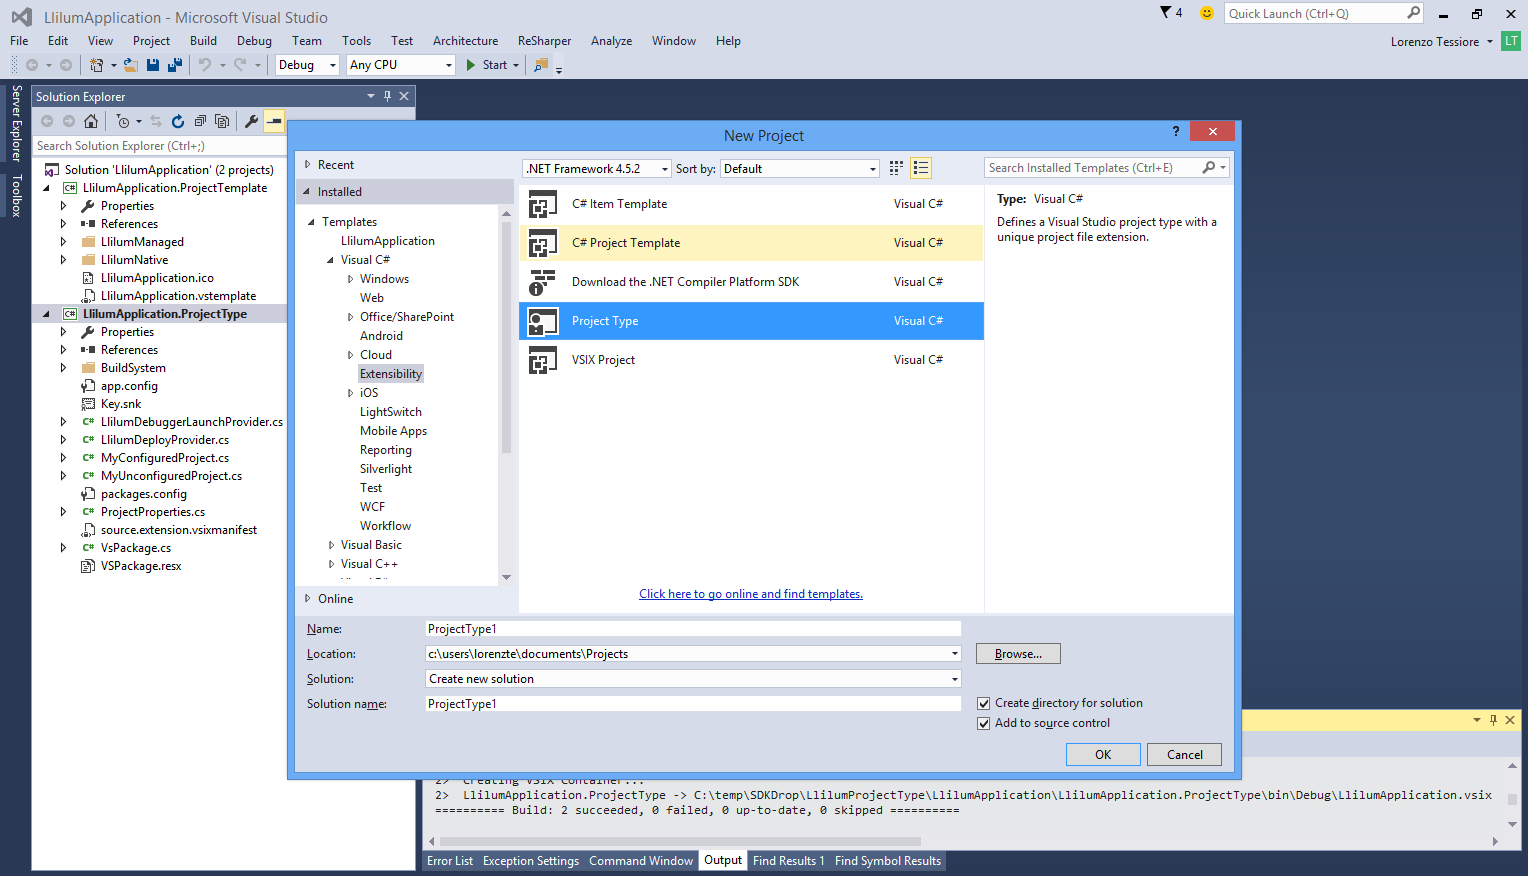 LlilumApplication - Microsoft Visual Studio
4
Quick Launch (Ctrl+Q)
File Edit View Project Build Debug Team Tools Test Architecture ReSharper Analyze Window Help
Lorenzo Tessiore LT
Debug Any CPU Start
Server Explorer
Toolbox
Solution Explorer
Search Solution Explorer (Ctrl+;)
Solution 'LlilumApplication' (2 projects)
C# LlilumApplication.ProjectTemplate
Properties
References
LlilumManaged
LlilumNative
LlilumApplication.ico
LlilumApplication.vstemplate
C# LlilumApplication.ProjectType
Properties
References
BuildSystem
app.config
Key.snk
C# LlilumDebuggerLaunchProvider.cs
C# LlilumDeployProvider.cs
C# MyConfiguredProject.cs
C# MyUnconfiguredProject.cs
packages.config
C# ProjectProperties.cs
source.extension.vsixmanifest
C# VsPackage.cs
VSPackage.resx
New Project
?
Recent
Installed
Templates
LlilumApplication
Visual C#
Windows
Web
Office/SharePoint
Android
Cloud
Extensibility
iOS
LightSwitch
Mobile Apps
Reporting
Silverlight
Test
WCF
Workflow
Visual Basic
Visual C++
Online
.NET Framework 4.5.2 Sort by: Default
Search Installed Templates (Ctrl+E)
C# Item Template Visual C#
C# Project Template Visual C#
Download the .NET Compiler Platform SDK Visual C#
Project Type Visual C#
VSIX Project Visual C#
Click here to go online and find templates.
Type: Visual C#
Defines a Visual Studio project type with a
unique project file extension.
Name: ProjectType1
Location: c:\users\lorenzte\documents\Projects Browse...
Solution: Create new solution
Solution name: ProjectType1
Create directory for solution
Add to source control
OK Cancel
2> Creating VSIX Container...
2> LlilumApplication.ProjectType -> C:\temp\SDKDrop\LlilumProjectType\LlilumApplication\LlilumApplication.ProjectType\bin\Debug\LlilumApplication.vsix
========== Build: 2 succeeded, 0 failed, 0 up-to-date, 0 skipped ==========
Error List Exception Settings Command Window Output Find Results 1 Find Symbol Results